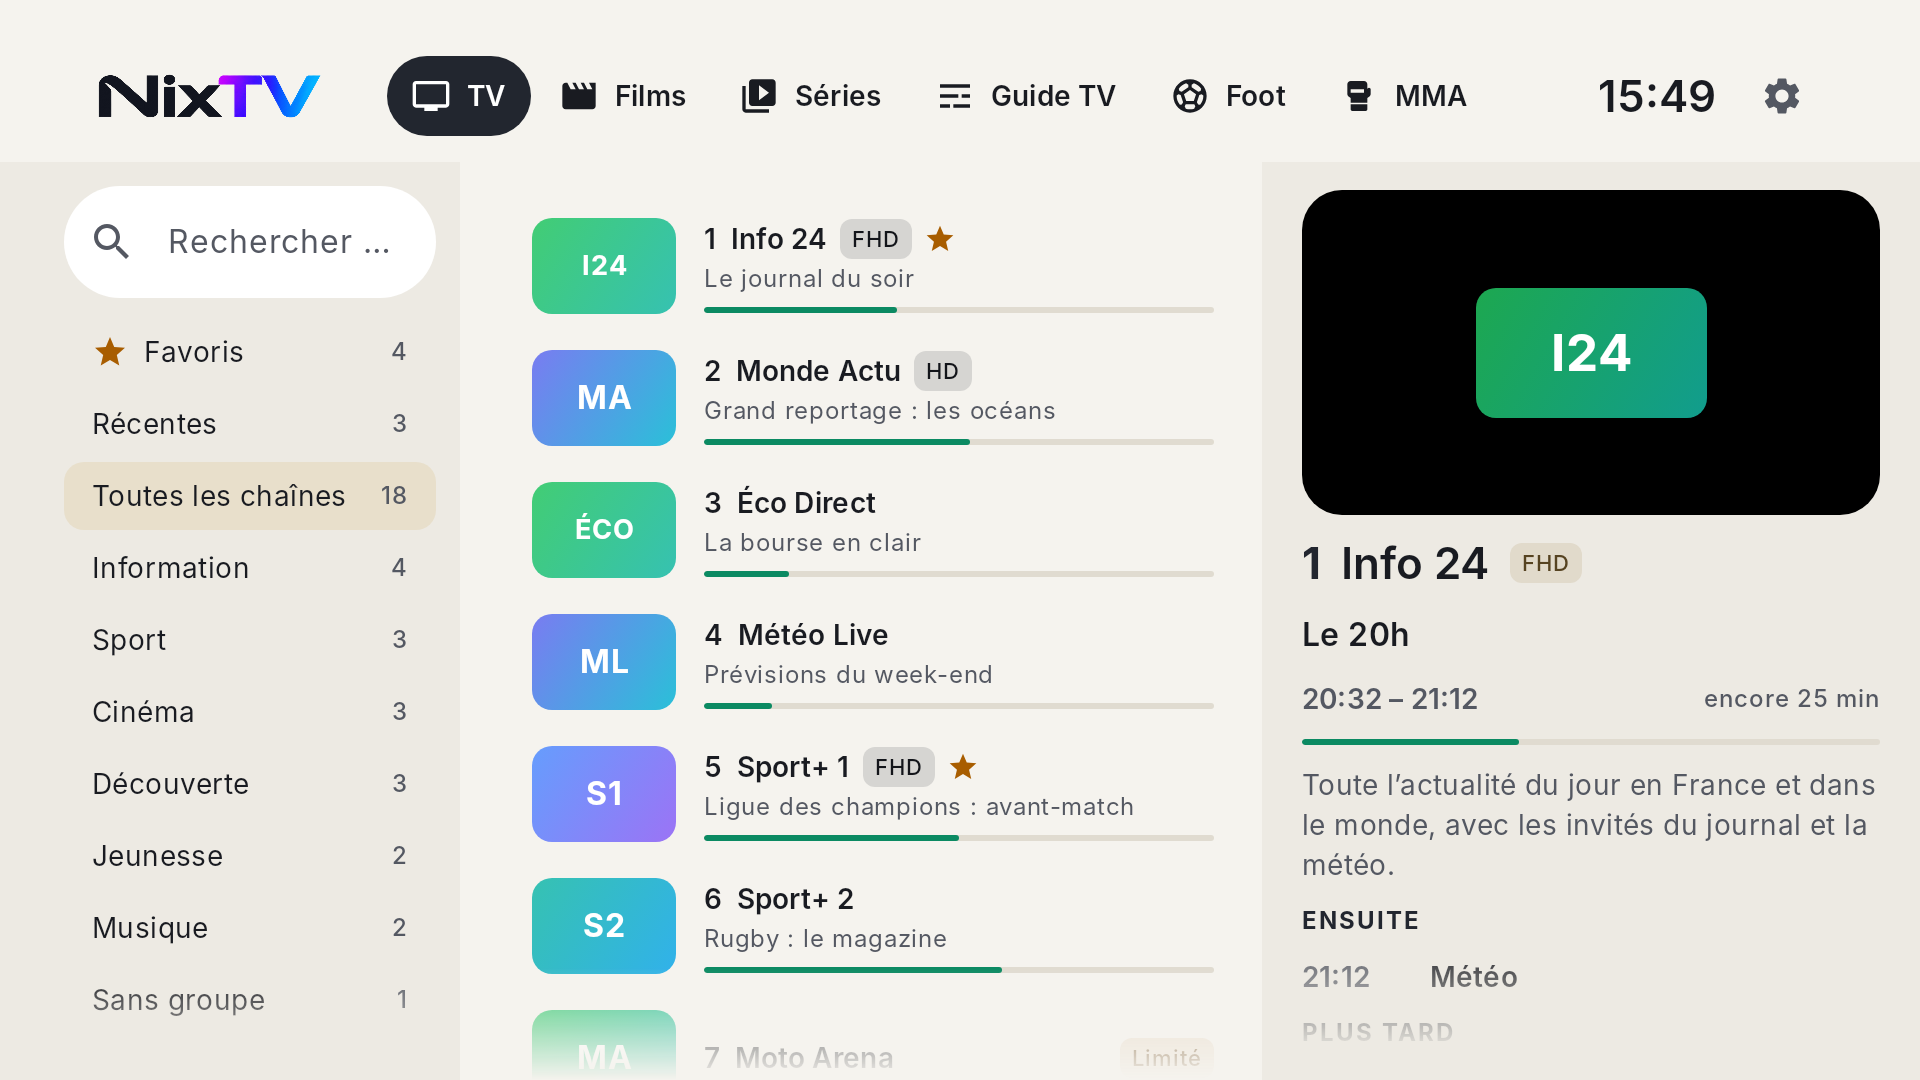 NixTV
TV
Films
Séries
Guide TV
Foot
MMA
15:49
Rechercher ...
Favoris 4
Récentes 3
Toutes les chaînes 18
Information 4
Sport 3
Cinéma 3
Découverte 3
Jeunesse 2
Musique 2
Sans groupe 1
I24
1 Info 24 FHD
Le journal du soir
MA
2 Monde Actu HD
Grand reportage : les océans
ÉCO
3 Éco Direct
La bourse en clair
ML
4 Météo Live
Prévisions du week-end
S1
5 Sport+ 1 FHD
Ligue des champions : avant-match
S2
6 Sport+ 2
Rugby : le magazine
MA
7 Moto Arena Limité
I24
1 Info 24 FHD
Le 20h
20:32 – 21:12 encore 25 min
Toute l’actualité du jour en France et dans
le monde, avec les invités du journal et la
météo.
ENSUITE
21:12 Météo
PLUS TARD